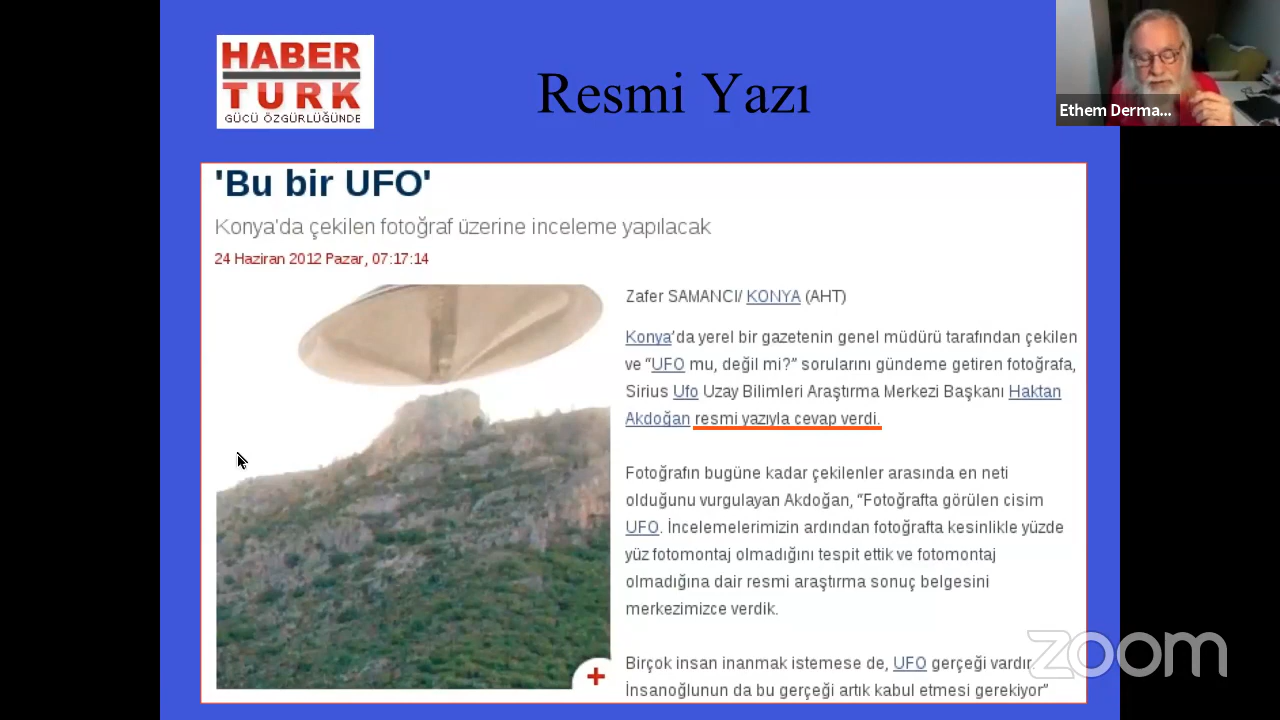 HABER
TURK
GÜCÜ ÖZGÜRLÜĞÜNDE
Resmi Yazı
Ethem Derma...
'Bu bir UFO'
Konya'da çekilen fotoğraf üzerine inceleme yapılacak
24 Haziran 2012 Pazar, 07:17:14
Zafer SAMANCI/ KONYA (AHT)
Konya'da yerel bir gazetenin genel müdürü tarafından çekilen
ve “UFO mu, değil mi?” sorularını gündeme getiren fotoğrafa,
Sirius Ufo Uzay Bilimleri Araştırma Merkezi Başkanı Haktan
Akdoğan resmi yazıyla cevap verdi.
Fotoğrafın bugüne kadar çekilenler arasında en neti
olduğunu vurgulayan Akdoğan, “Fotoğrafta görülen cisim
UFO. İncelemelerimizin ardından fotoğrafta kesinlikle yüzde
yüz fotomontaj olmadığını tespit ettik ve fotomontaj
olmadığına dair resmi araştırma sonuç belgesini
merkezimizce verdik.
Birçok insan inanmak istemese de, UFO gerçeği vardır.
İnsanoğlunun da bu gerçeği artık kabul etmesi gerekiyor”
zoom